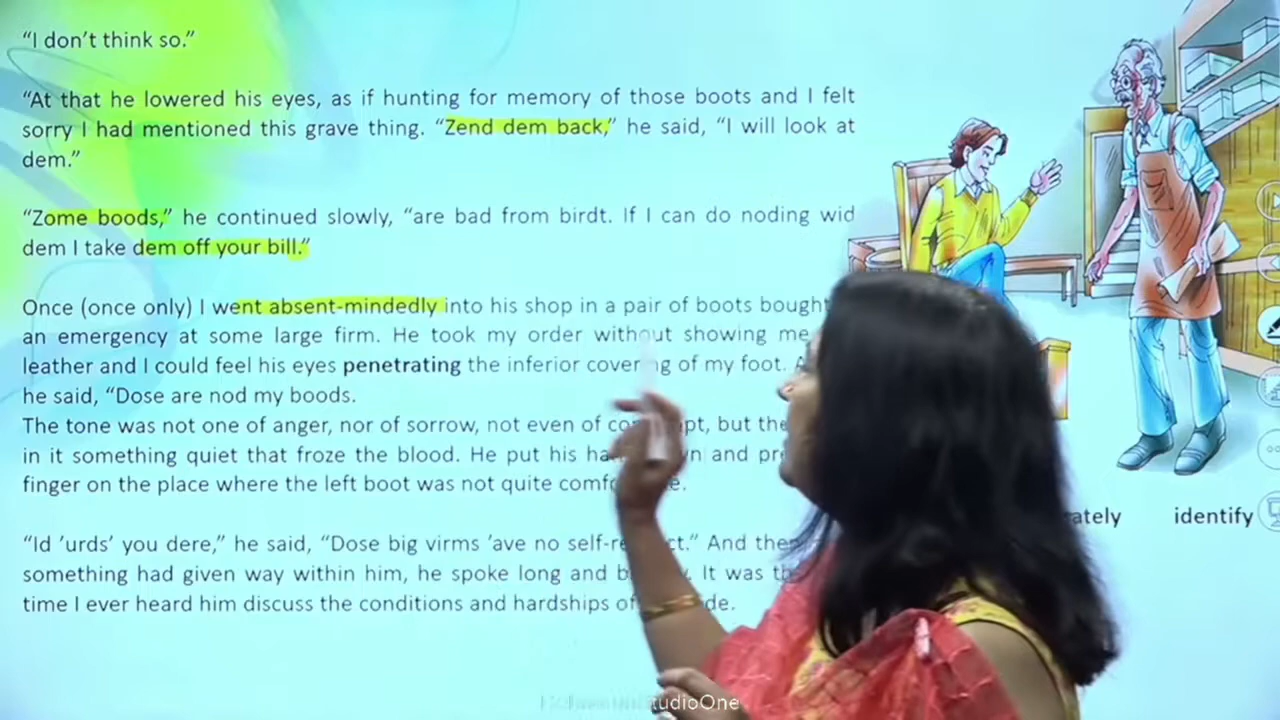 “I don’t think so.”
“At that he lowered his eyes, as if hunting for memory of those boots and I felt
sorry I had mentioned this grave thing. “Zend dem back,” he said, “I will look at
dem.”
“Zome boods,” he continued slowly, “are bad from birdt. If I can do noding wid
dem I take dem off your bill.”
Once (once only) I went absent-mindedly into his shop in a pair of boots bought
an emergency at some large firm. He took my order without showing me
leather and I could feel his eyes penetrating the inferior covering of my foot.
he said, “Dose are nod my boods.
The tone was not one of anger, nor of sorrow, not even of but
in it something quiet that froze the blood. He put his and
finger on the place where the left boot was not quite
ately identify
“Id ’urds’ you dere,” he said, “Dose big virms ’ave no And
something had given way within him, he spoke long and It was
time I ever heard him discuss the conditions and hardships of